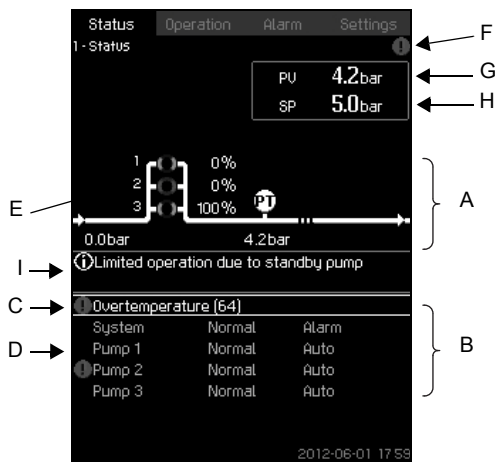 Status Operation Alarm Settings
F
1 - Status
PV 4.2bar
G
SP 5.0bar
H
1 0%
2 0%
E
3 100% PT
A
0.0bar 4.2bar
I
Limited operation due to standby pump
C
Overtemperature (64)
System Normal Alarm
D
Pump 1 Normal Auto
B
Pump 2 Normal Auto
Pump 3 Normal Auto
2012-06-01 17:59